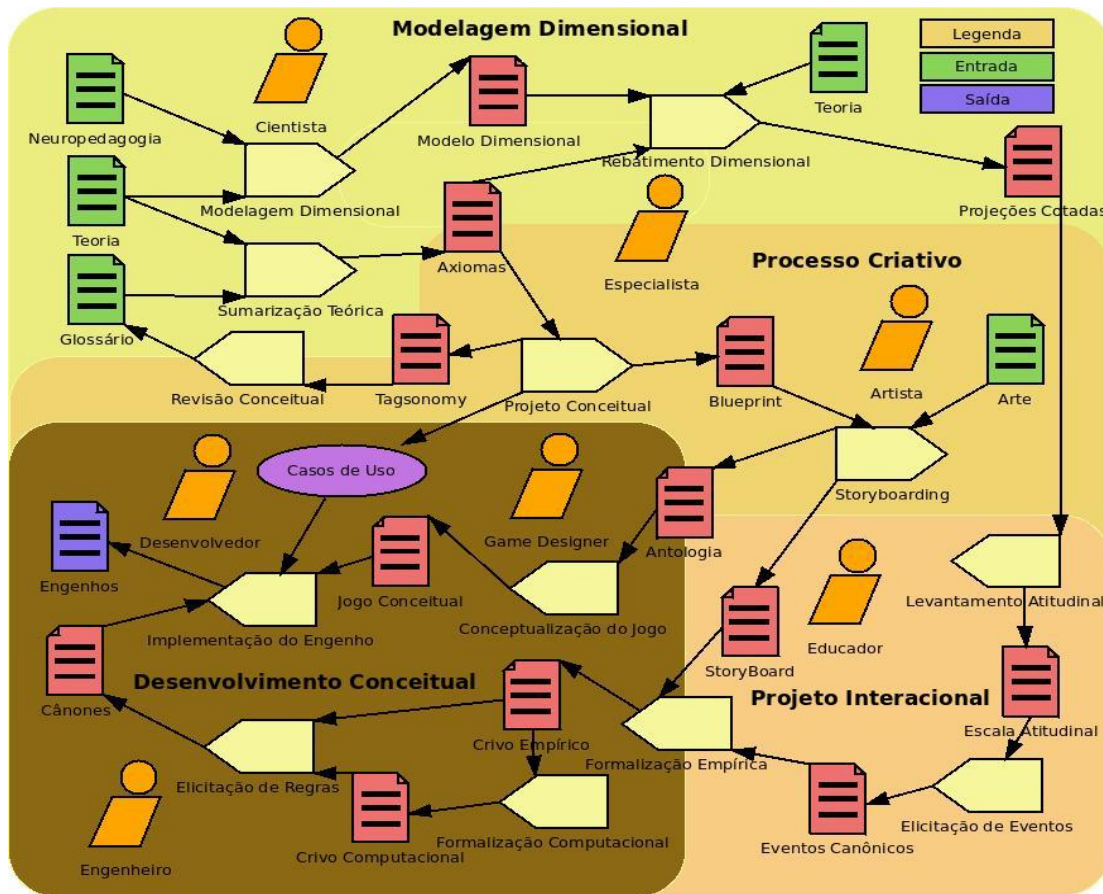 Modelagem Dimensional
Legenda
Entrada
Saída
Cientista
Neuropedagogia
Modelo Dimensional
Teoria
Rebatimento Dimensional
Modelagem Dimensional
Projeções Cotadas
Teoria
Axiomas
Especialista
Processo Criativo
Sumarização Teórica
Glossário
Revisão Conceitual
Tagsonomy
Projeto Conceitual
Blueprint
Artista
Arte
Casos de Uso
Storyboarding
Desenvolvedor
Game Designer
Antologia
Engenhos
Jogo Conceitual
Levantamento Atitudinal
Implementação do Engenho
Conceptualização do Jogo
Educador
StoryBoard
Cânones
Desenvolvimento Conceitual
Projeto Interacional
Crivo Empírico
Escala Atitudinal
Formalização Empírica
Elicitação de Regras
Elicitação de Eventos
Formalização Computacional
Eventos Canônicos
Crivo Computacional
Engenheiro